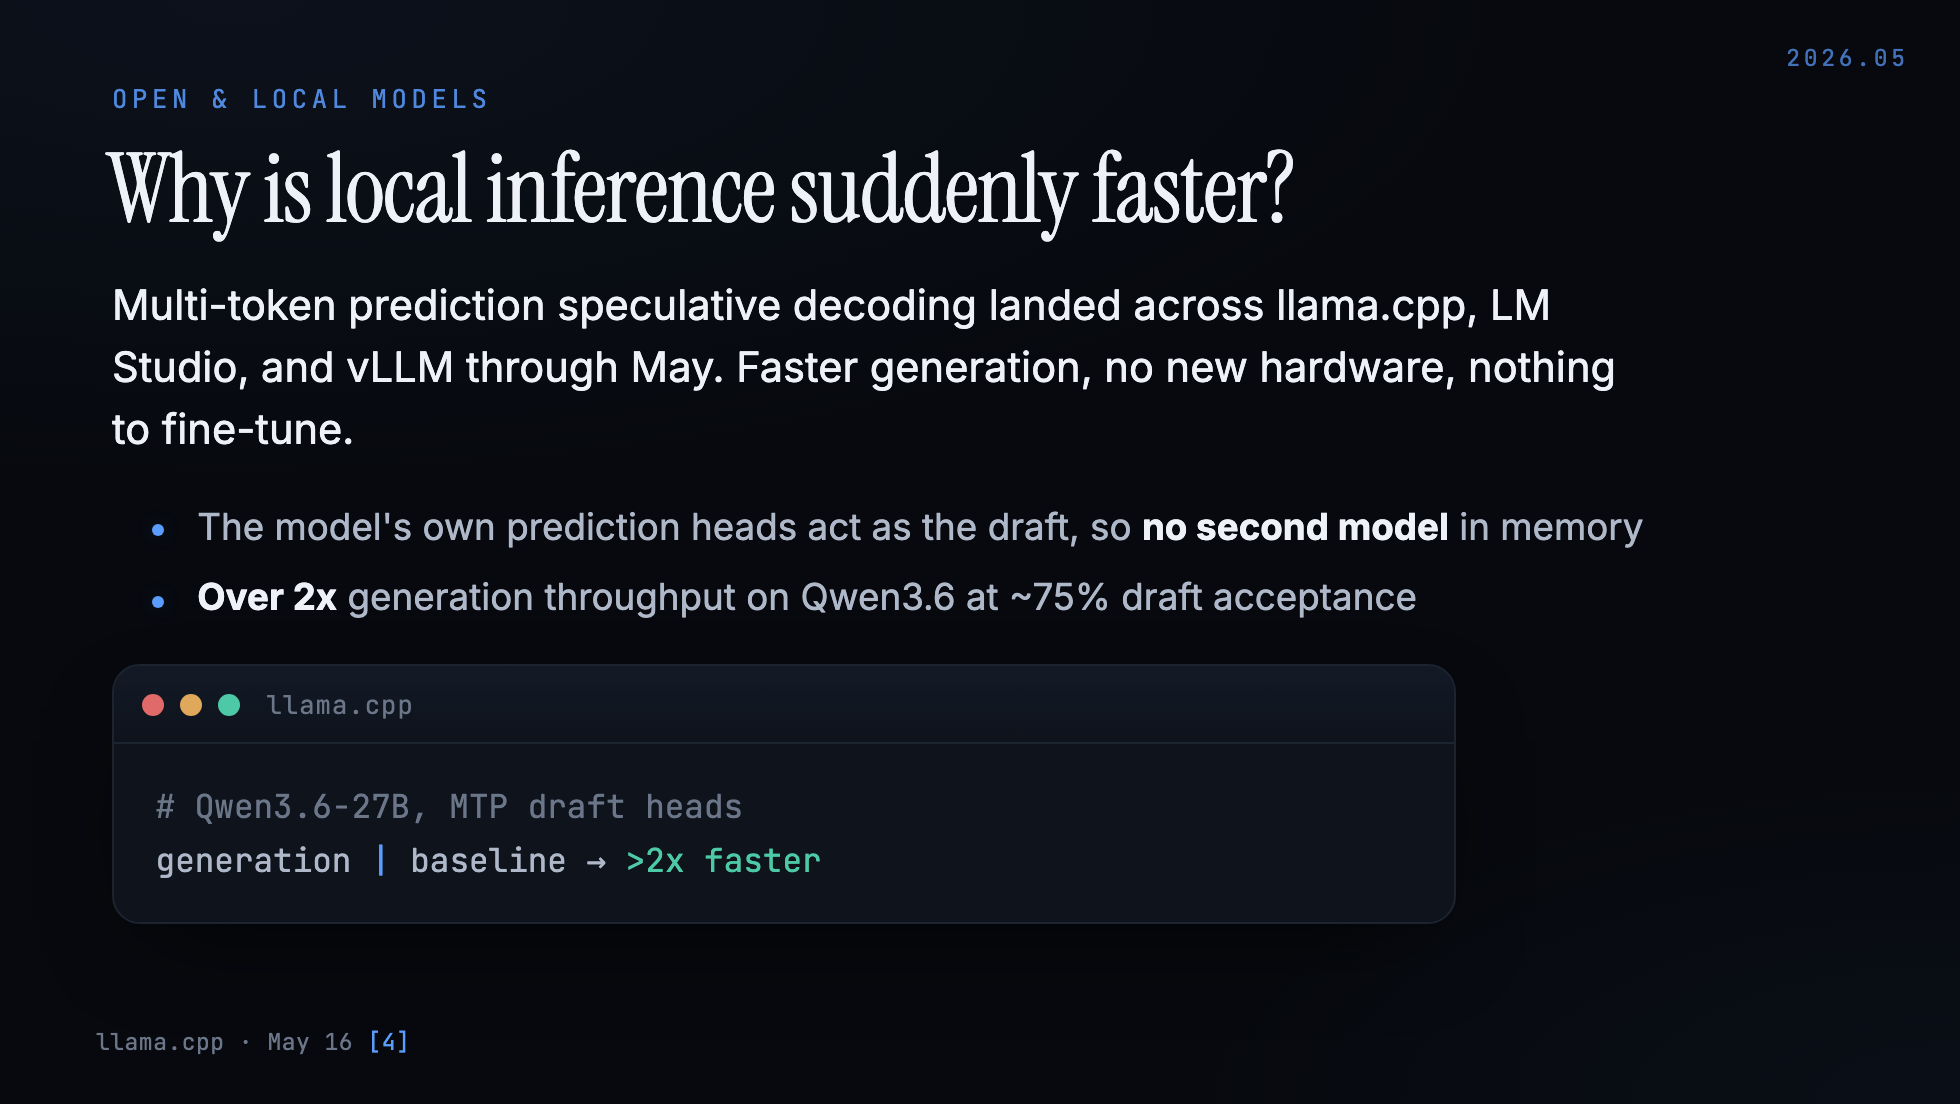 2026.05
OPEN & LOCAL MODELS
Why is local inference suddenly faster?
Multi-token prediction speculative decoding landed across llama.cpp, LM
Studio, and vLLM through May. Faster generation, no new hardware, nothing
to fine-tune.
• The model's own prediction heads act as the draft, so no second model in memory
• Over 2x generation throughput on Qwen3.6 at ~75% draft acceptance
llama.cpp
# Qwen3.6-27B, MTP draft heads
generation | baseline → >2x faster
llama.cpp · May 16 [4]